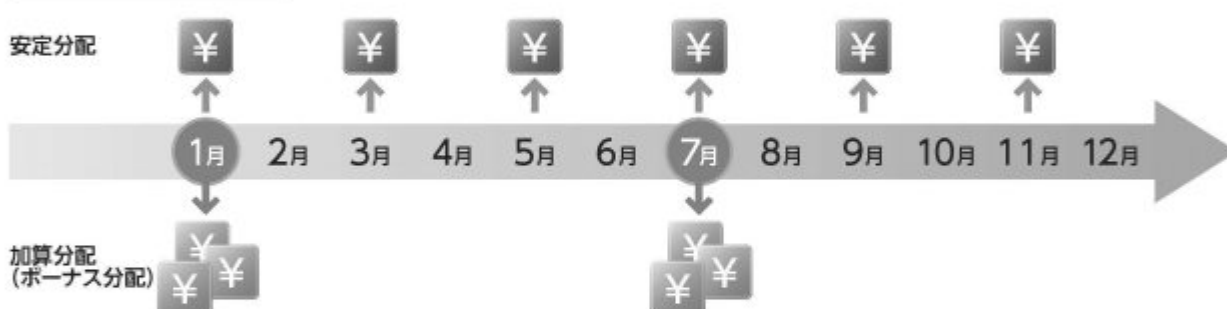 安定分配
¥ ¥ ¥ ¥ ¥ ¥
1月 2月 3月 4月 5月 6月 7月 8月 9月 10月 11月 12月
加算分配
(ボーナス分配)
¥ ¥ ¥ ¥ ¥ ¥